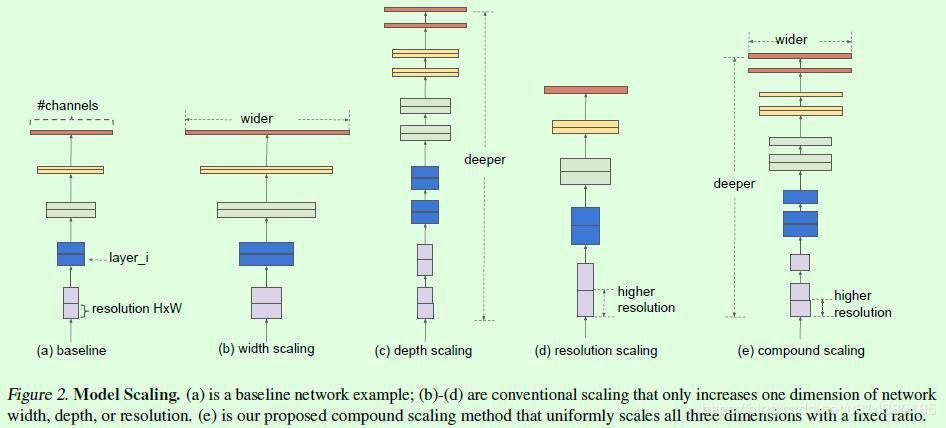 #channels
wider
layer_i
resolution HxW
(a) baseline
wider
(b) width scaling
deeper
(c) depth scaling
higher
resolution
(d) resolution scaling
wider
deeper
higher
resolution
(e) compound scaling
Figure 2. Model Scaling. (a) is a baseline network example; (b)-(d) are conventional scaling that only increases one dimension of network
width, depth, or resolution. (e) is our proposed compound scaling method that uniformly scales all three dimensions with a fixed ratio.